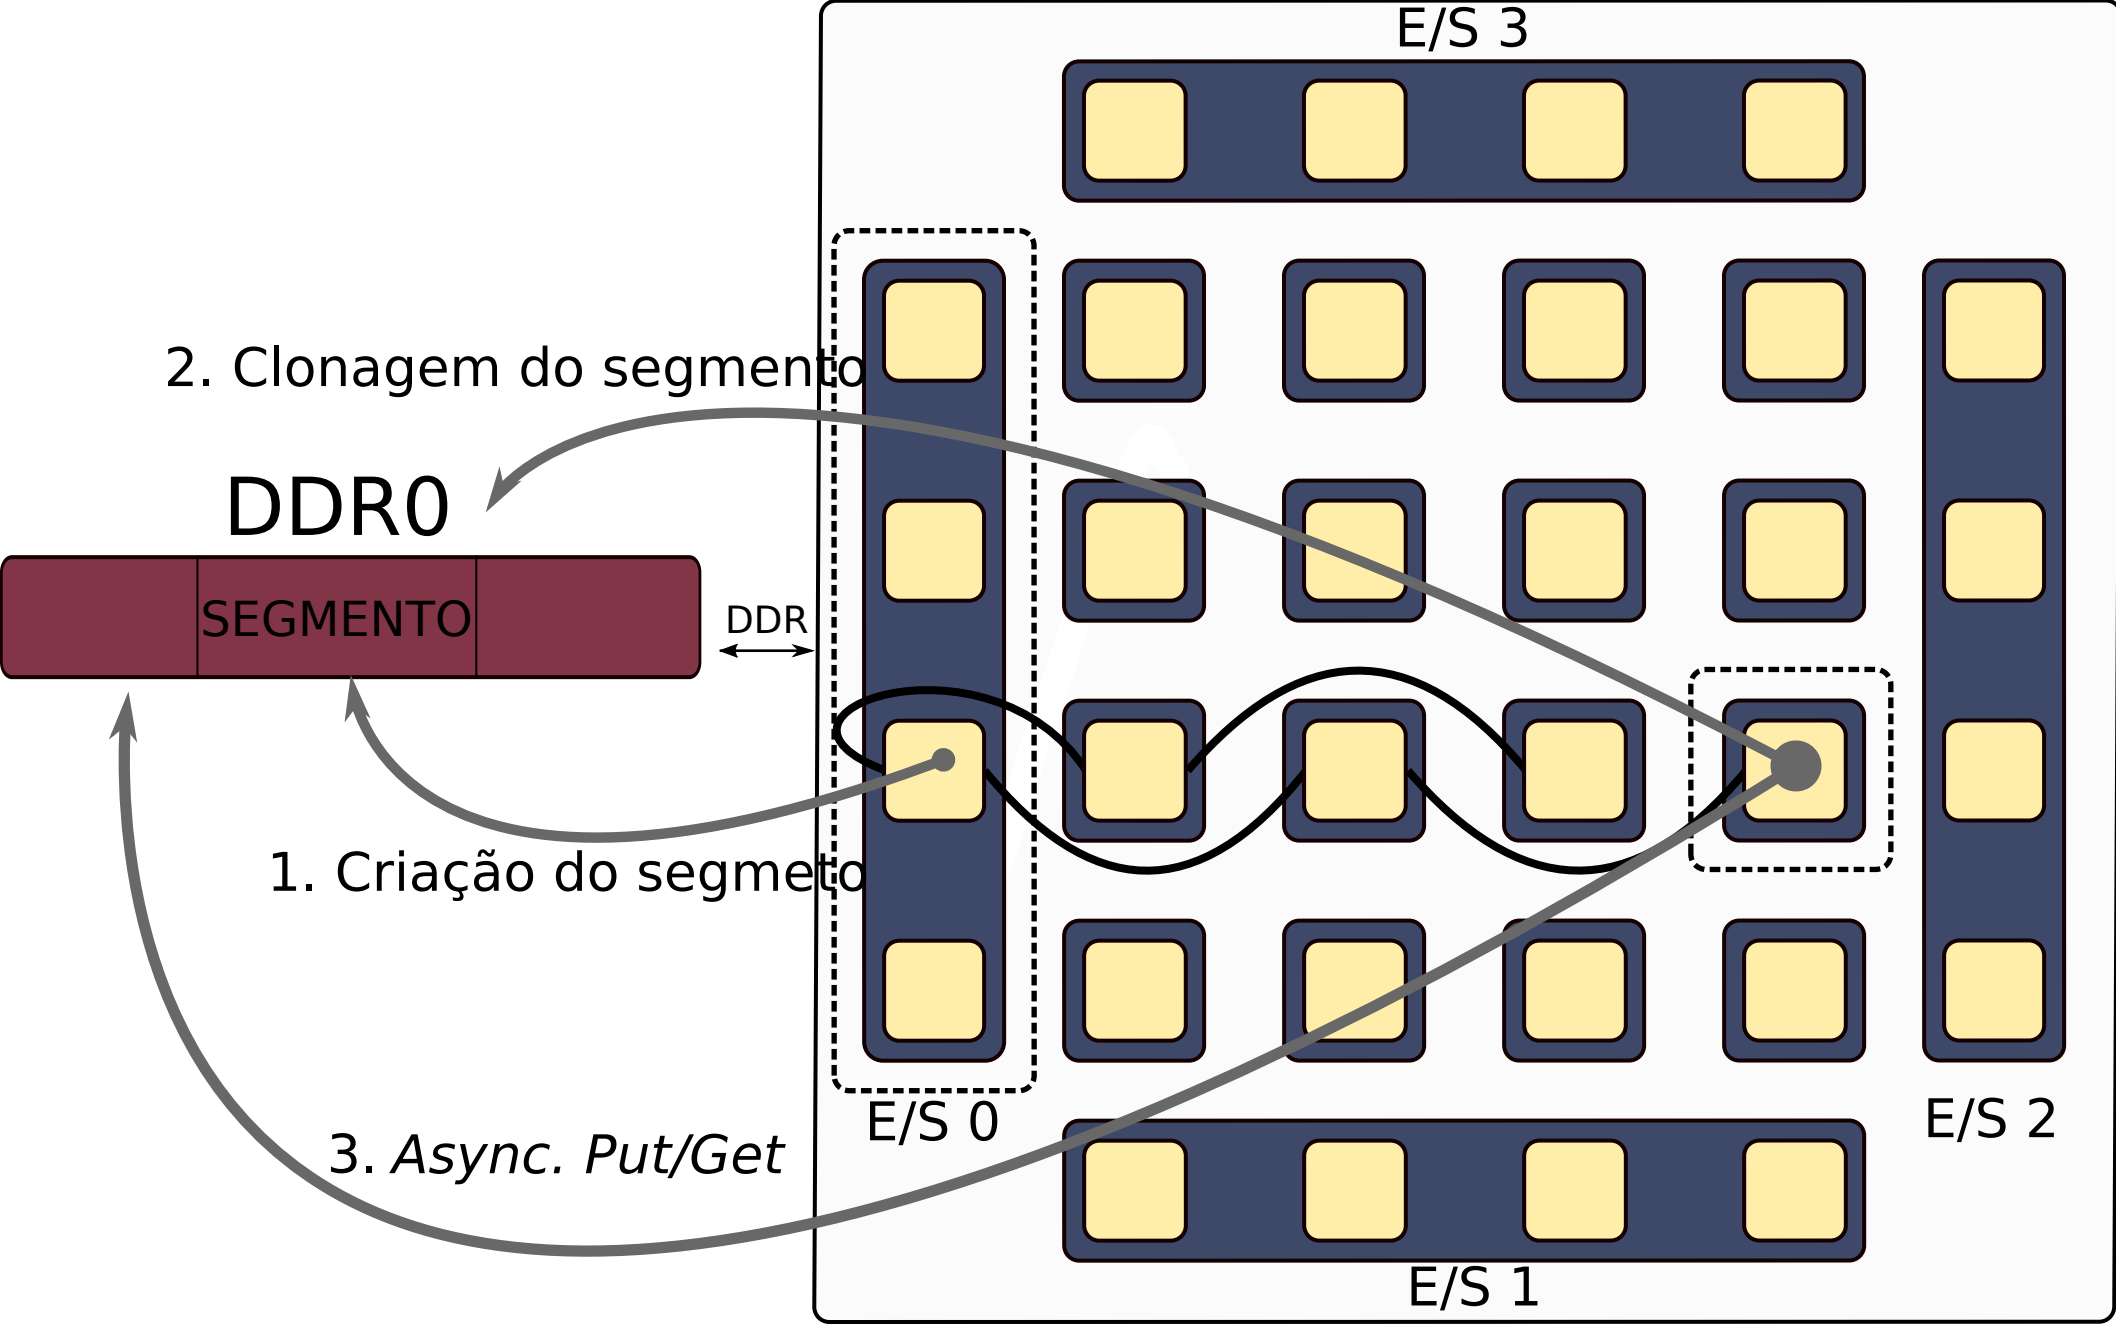 E/S 3
2. Clonagem do segmento
DDR0
SEGMENTO
DDR
1. Criação do segmeto
E/S 0
E/S 2
3. Async. Put/Get
E/S 1